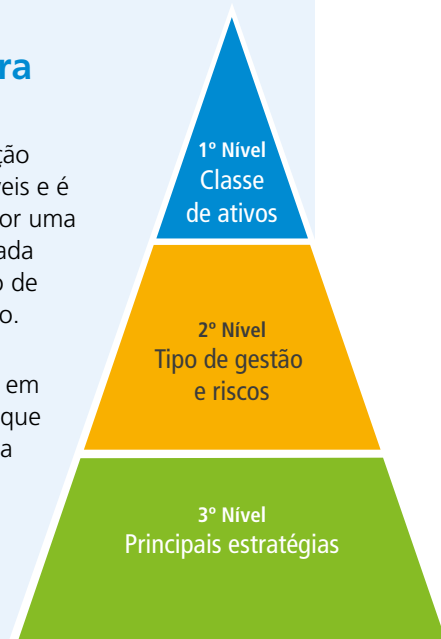 ra
ção
veis e é
or uma
ada
o de
o.
em
que
a
1º Nível
Classe
de ativos
2º Nível
Tipo de gestão
e riscos
3º Nível
Principais estratégias